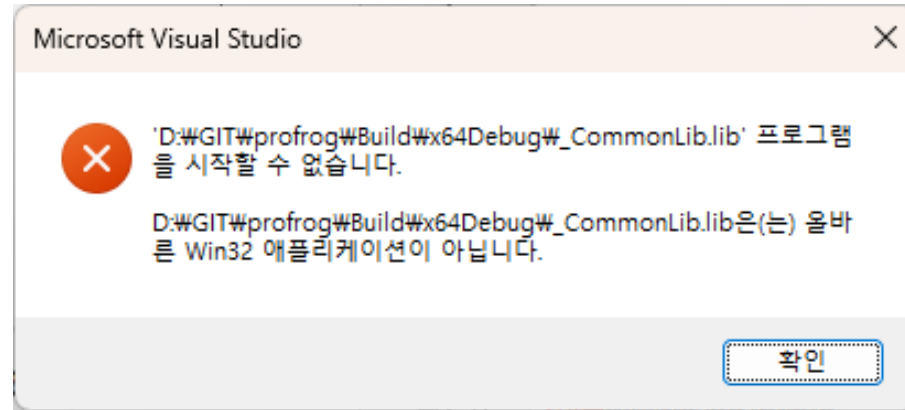 Microsoft Visual Studio
'D:₩GIT₩profrog₩Build₩x64Debug₩_CommonLib.lib' 프로그램
을 시작할 수 없습니다.
D:₩GIT₩profrog₩Build₩x64Debug₩_CommonLib.lib은(는) 올바
른 Win32 애플리케이션이 아닙니다.
확인